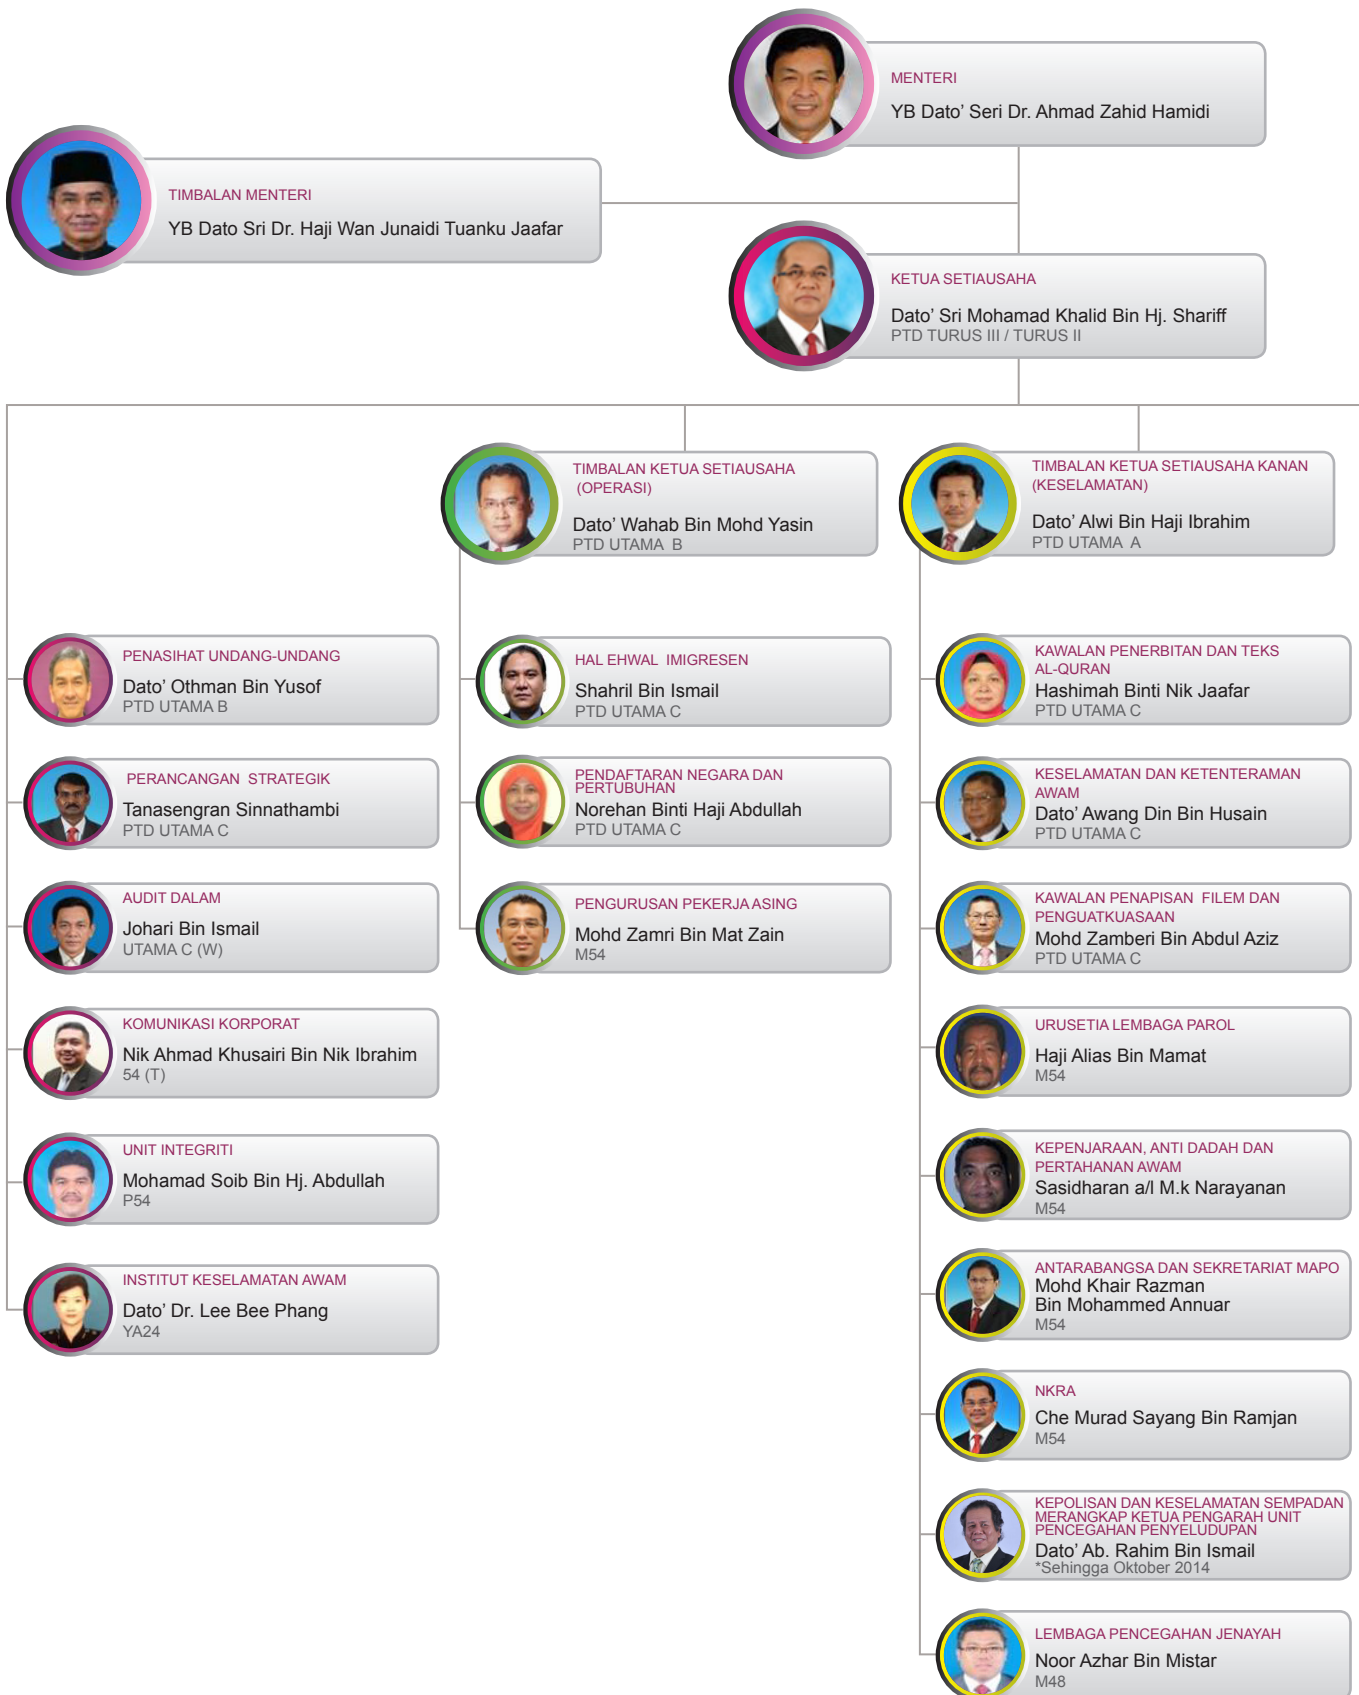 MENTERI
YB Dato' Seri Dr. Ahmad Zahid Hamidi
TIMBALAN MENTERI
YB Dato Sri Dr. Haji Wan Junaidi Tuanku Jaafar
KETUA SETIAUSAHA
Dato' Sri Mohamad Khalid Bin Hj. Shariff
PTD TURUS III / TURUS II
TIMBALAN KETUA SETIAUSAHA
(OPERASI)
Dato' Wahab Bin Mohd Yasin
PTD UTAMA B
TIMBALAN KETUA SETIAUSAHA KANAN
(KESELAMATAN)
Dato' Alwi Bin Haji Ibrahim
PTD UTAMA A
PENASIHAT UNDANG-UNDANG
Dato' Othman Bin Yusof
PTD UTAMA B
PERANCANGAN STRATEGIK
Tanasengran Sinnathambi
PTD UTAMA C
AUDIT DALAM
Johari Bin Ismail
UTAMA C (W)
KOMUNIKASI KORPORAT
Nik Ahmad Khusairi Bin Nik Ibrahim
54 (T)
UNIT INTEGRITI
Mohamad Soib Bin Hj. Abdullah
P54
INSTITUT KESELAMATAN AWAM
Dato' Dr. Lee Bee Phang
YA24
HAL EHWAL IMIGRESEN
Shahril Bin Ismail
PTD UTAMA C
PENDAFTARAN NEGARA DAN
PERTUBUHAN
Norehan Binti Haji Abdullah
PTD UTAMA C
PENGURUSAN PEKERJA ASING
Mohd Zamri Bin Mat Zain
M54
KAWALAN PENERBITAN DAN TEKS
AL-QURAN
Hashimah Binti Nik Jaafar
PTD UTAMA C
KESELAMATAN DAN KETENTERAMAN
AWAM
Dato' Awang Din Bin Husain
PTD UTAMA C
KAWALAN PENAPISAN FILEM DAN
PENGUATKUASAAN
Mohd Zamberi Bin Abdul Aziz
PTD UTAMA C
URUSETIA LEMBAGA PAROL
Haji Alias Bin Mamat
M54
KEPENJARAAN, ANTI DADAH DAN
PERTAHANAN AWAM
Sasidharan a/l M.k Narayanan
M54
ANTARABANGSA DAN SEKRETARIAT MAPO
Mohd Khair Razman
Bin Mohammed Annuar
M54
NKRA
Che Murad Sayang Bin Ramjan
M54
KEPOLISAN DAN KESELAMATAN SEMPADAN
MERANGKAP KETUA PENGARAH UNIT
PENCEGAHAN PENYELUDUPAN
Dato' Ab. Rahim Bin Ismail
*Sehingga Oktober 2014
LEMBAGA PENCEGAHAN JENAYAH
Noor Azhar Bin Mistar
M48